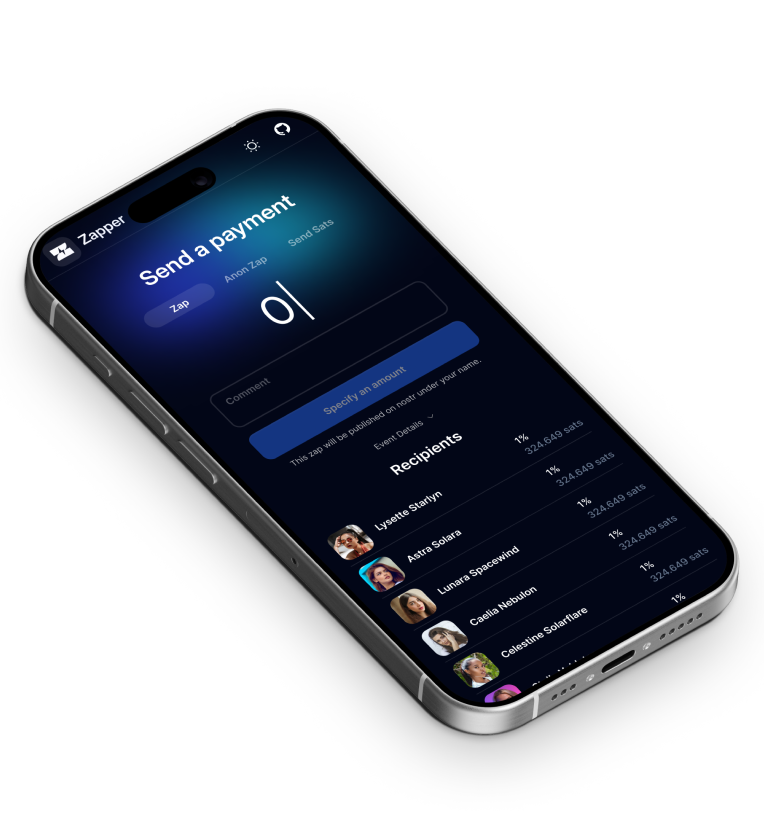 Zapper
Send a payment
Zap
Anon Zap
Send Sats
0
Comment
Specify an amount
This zap will be published on nostr under your name.
Event Details
Recipients
Lysette Starlyn
1%
324.649 sats
Astra Solara
1%
324.649 sats
Lunara Spacewind
1%
324.649 sats
Caelia Nebulon
1%
324.649 sats
Celestine Solarflare
1%
324.649 sats
1%